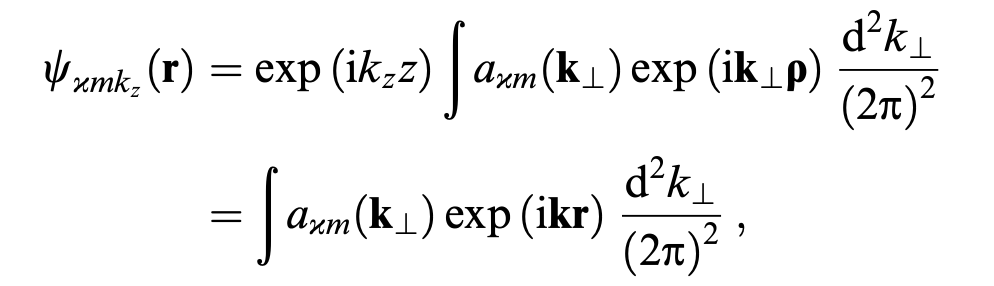 ψ_{ϰmk_z}(𝐫) = exp (ik_z z) ∫ a_{ϰm}(𝐤_⊥) exp (i𝐤_⊥𝛒) d²k_⊥/(2π)²
= ∫ a_{ϰm}(𝐤_⊥) exp (i𝐤𝐫) d²k_⊥/(2π)² ,